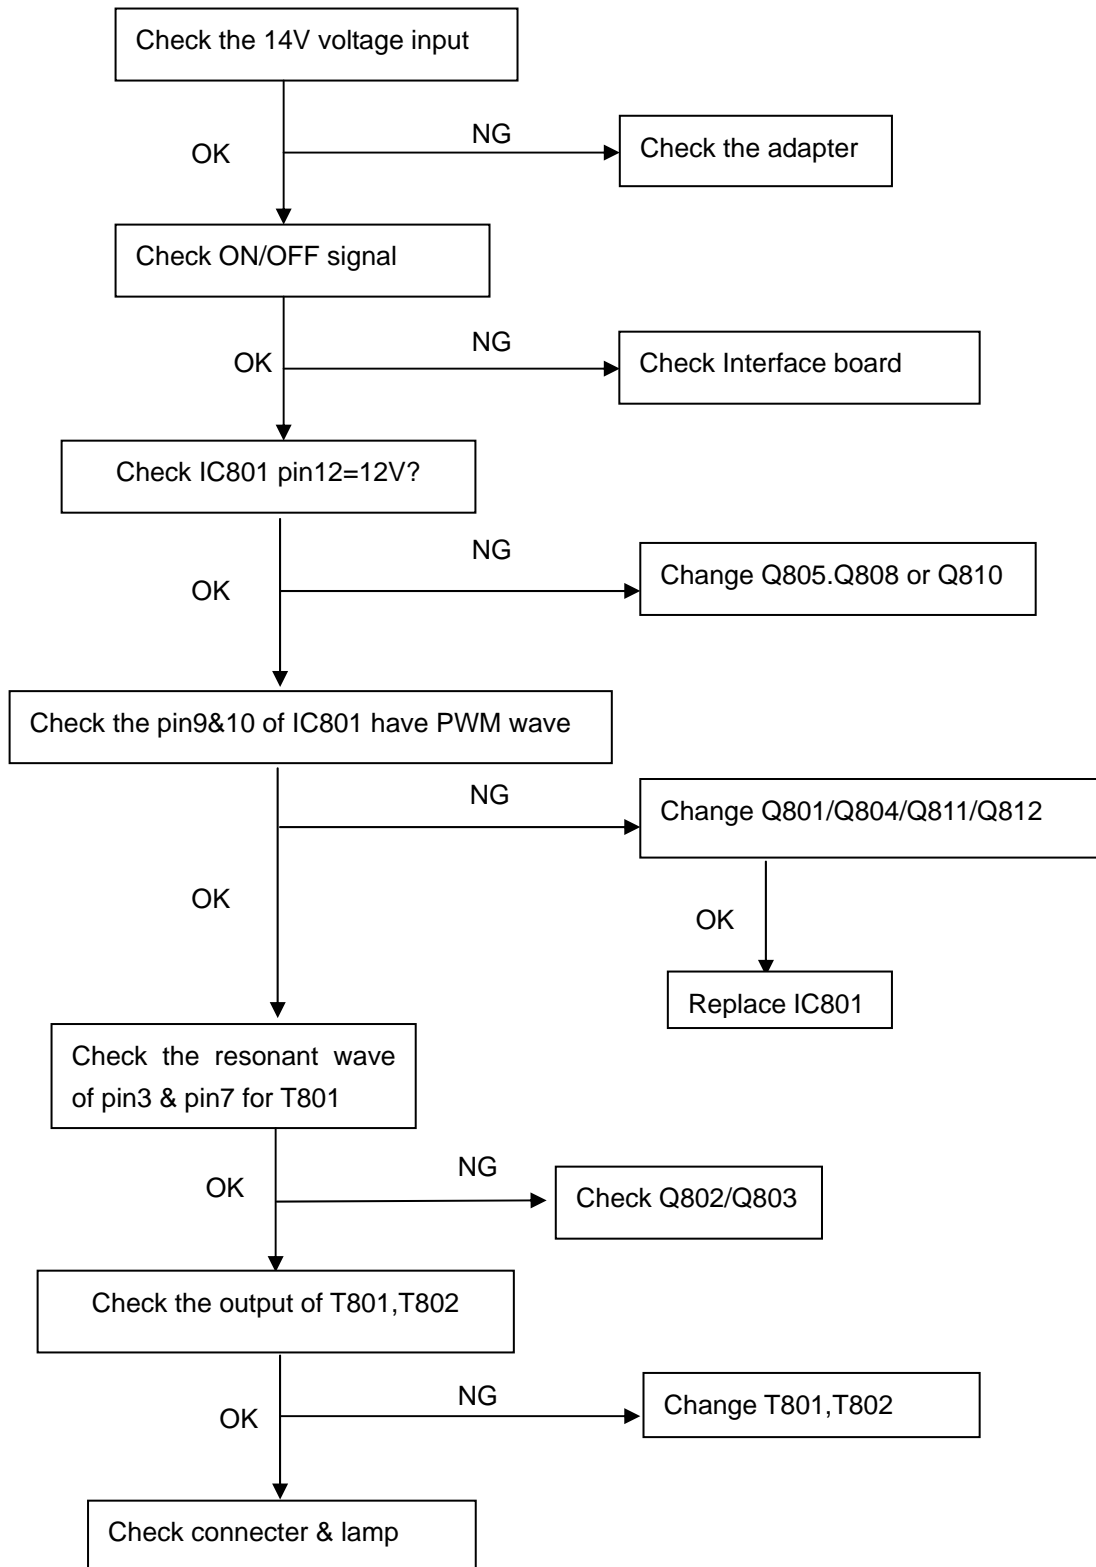 Check the 14V voltage input
NG
OK
Check the adapter
Check ON/OFF signal
NG
OK
Check Interface board
Check IC801 pin12=12V?
NG
OK
Change Q805.Q808 or Q810
Check the pin9&10 of IC801 have PWM wave
NG
Change Q801/Q804/Q811/Q812
OK
OK
Replace IC801
Check the resonant wave
of pin3 & pin7 for T801
NG
OK
Check Q802/Q803
Check the output of T801,T802
NG
OK
Change T801,T802
Check connecter & lamp